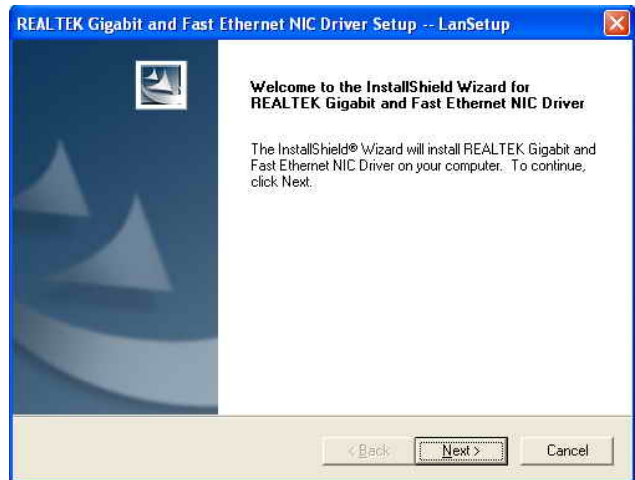 REALTEK Gigabit and Fast Ethernet NIC Driver Setup -- LanSetup
Welcome to the InstallShield Wizard for
REALTEK Gigabit and Fast Ethernet NIC Driver
The InstallShield® Wizard will install REALTEK Gigabit and
Fast Ethernet NIC Driver on your computer. To continue,
click Next.
< Back Next > Cancel